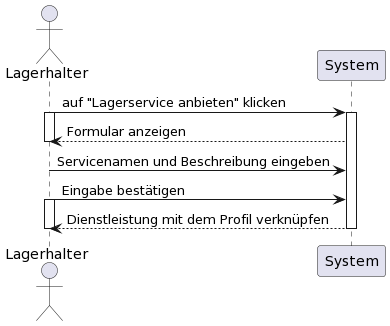 Lagerhalter
System
auf "Lagerservice anbieten" klicken
Formular anzeigen
Servicenamen und Beschreibung eingeben
Eingabe bestätigen
Dienstleistung mit dem Profil verknüpfen
Lagerhalter
System